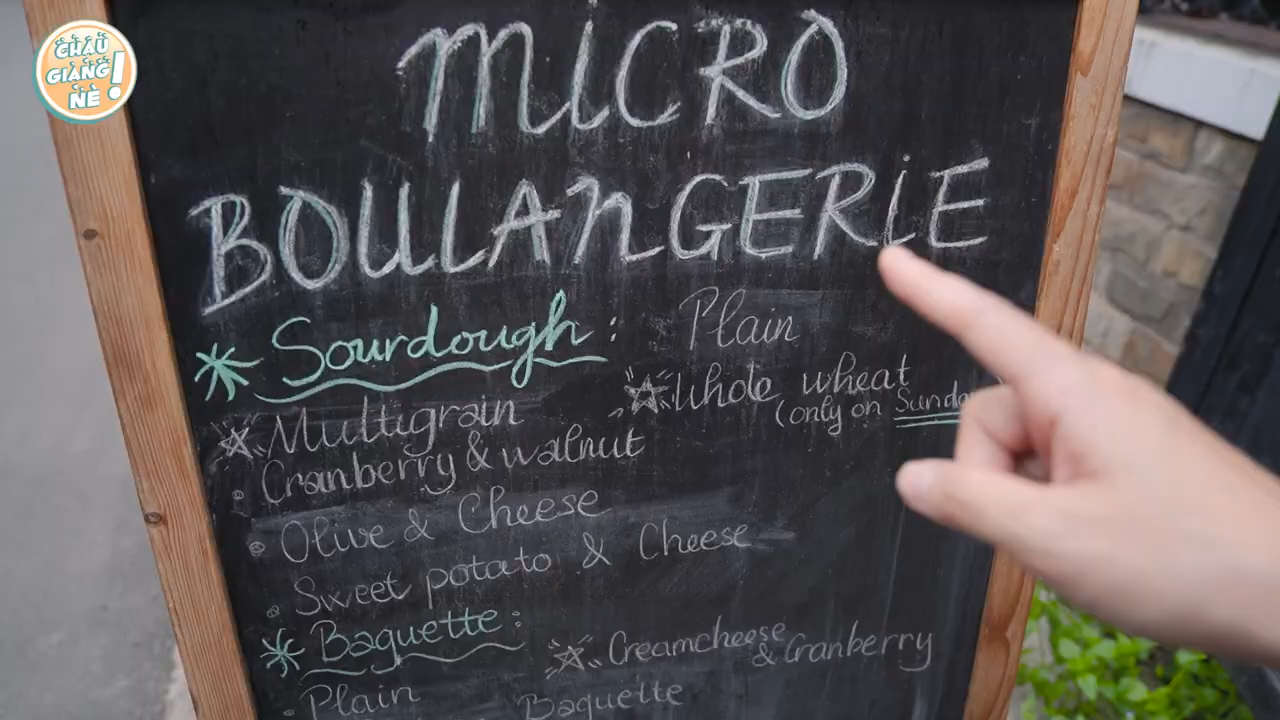 CHÁU
GIANG
NÈ!
MiCRO
BOULANGERiE
Sourdough: Plain
Multigrain
Whole wheat
(only on
Cranberry & walnut
Olive & Cheese
Sweet potato & Cheese
Baguette:
Creamcheese
& Cranberry
Plain
Baguette